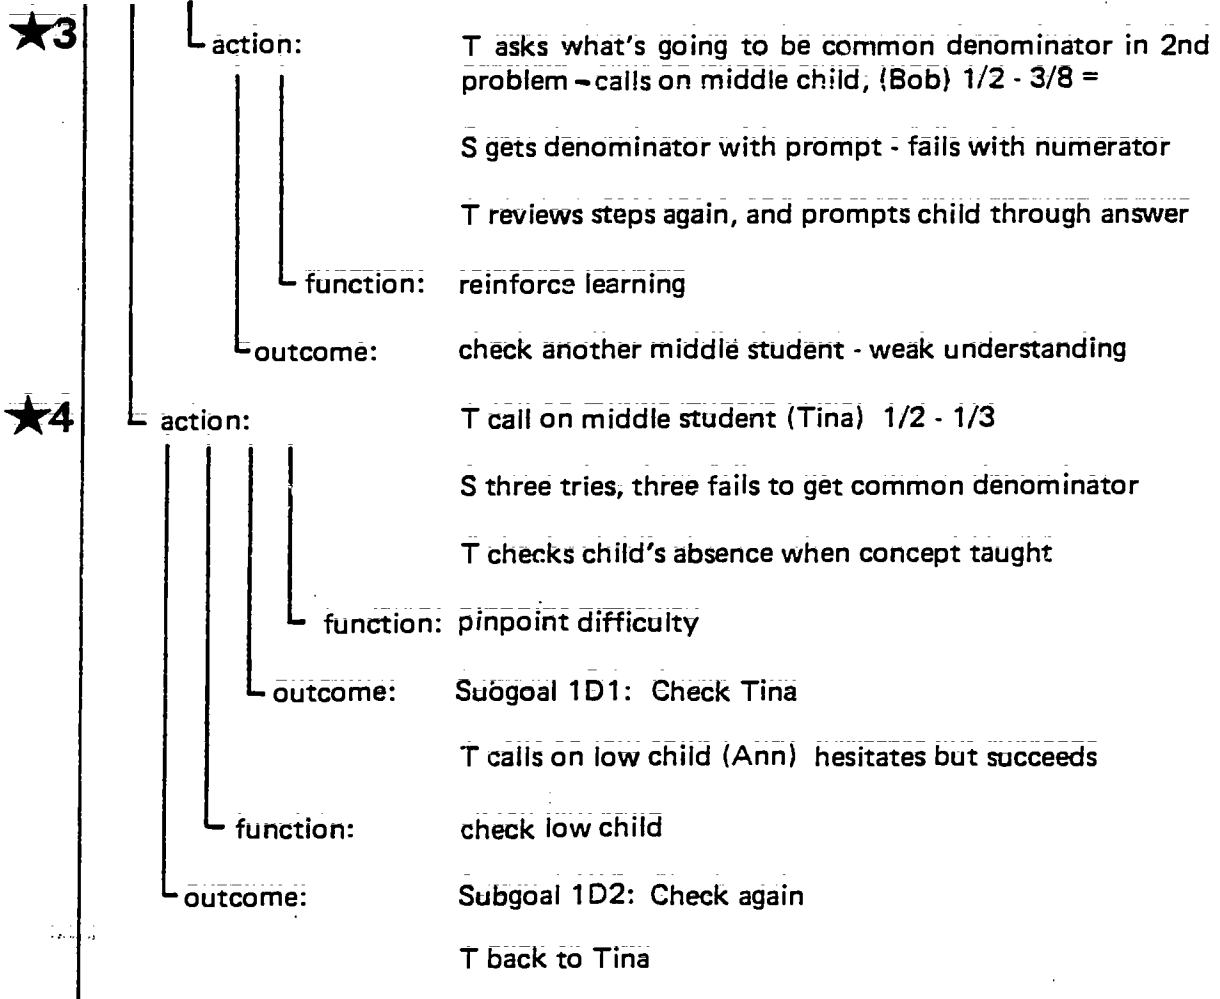 ★3 action: T asks what's going to be common denominator in 2nd
problem - calls on middle child, (Bob) 1/2 - 3/8 =
S gets denominator with prompt - fails with numerator
T reviews steps again, and prompts child through answer
function: reinforce learning
outcome: check another middle student - weak understanding
★4 action: T call on middle student (Tina) 1/2 - 1/3
S three tries, three fails to get common denominator
T checks child's absence when concept taught
function: pinpoint difficulty
outcome: Subgoal 1D1: Check Tina
T calls on low child (Ann) hesitates but succeeds
function: check low child
outcome: Subgoal 1D2: Check again
T back to Tina